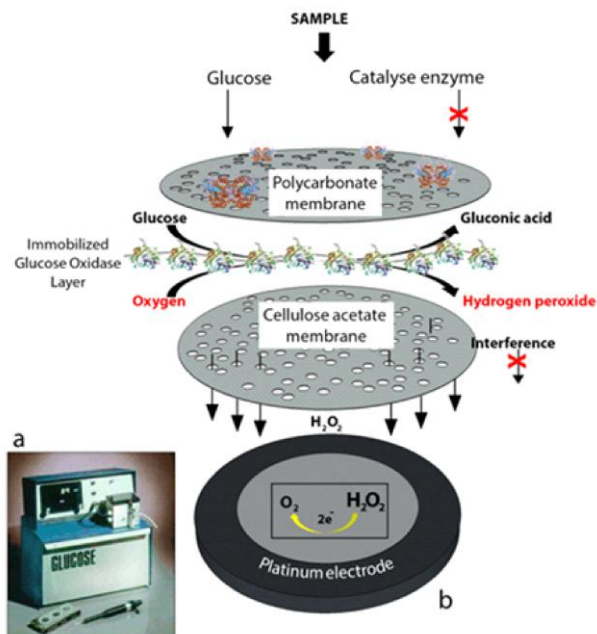 SAMPLE
Glucose
Catalyse enzyme
Polycarbonate
membrane
Glucose
Gluconic acid
Immobilized
Glucose Oxidase
Layer
Oxygen
Hydrogen peroxide
Cellulose acetate
membrane
Interference
H₂O₂
a
GLUCOSE
O₂
H₂O₂
2e⁻
Platinum electrode
b